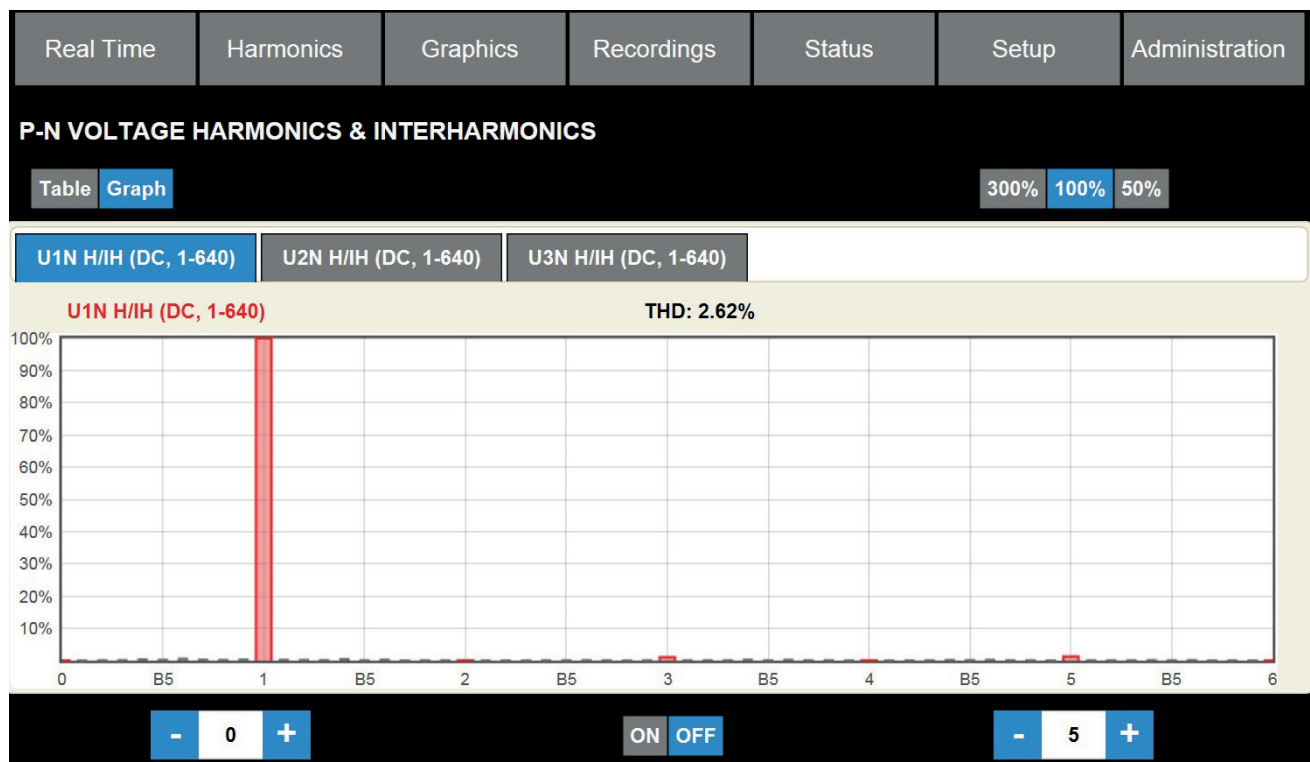 Real Time Harmonics Graphics Recordings Status Setup Administration
P-N VOLTAGE HARMONICS & INTERHARMONICS
Table Graph 300% 100% 50%
U1N H/IH (DC, 1-640) U2N H/IH (DC, 1-640) U3N H/IH (DC, 1-640)
U1N H/IH (DC, 1-640) THD: 2.62%
100%
90%
80%
70%
60%
50%
40%
30%
20%
10%
0 B5 1 B5 2 B5 3 B5 4 B5 5 B5 6
- 0 + ON OFF - 5 +